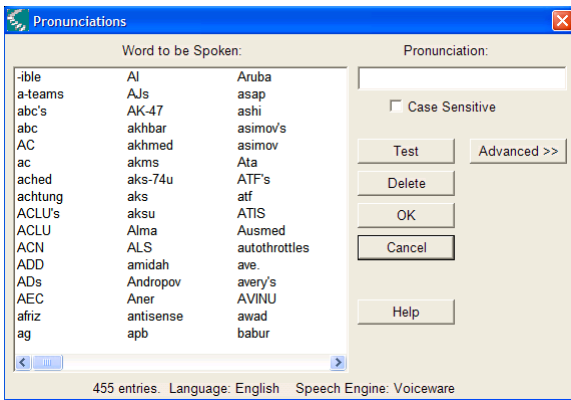 Pronunciations
Word to be Spoken:
Pronunciation:
-ible AI Aruba
a-teams AJs asap
abc's AK-47 ashi
abc akhbar asimov's
AC akhmed asimov
ac akms Ata
ached aks-74u ATF's
achtung aks atf
ACLU's aksu ATIS
ACLU Alma Ausmed
ACN ALS autothrottles
ADD amidah ave.
ADs Andropov avery's
AEC Aner AVINU
afriz antisense awad
ag apb babur
Case Sensitive
Test Advanced >>
Delete
OK
Cancel
Help
455 entries. Language: English Speech Engine: Voiceware